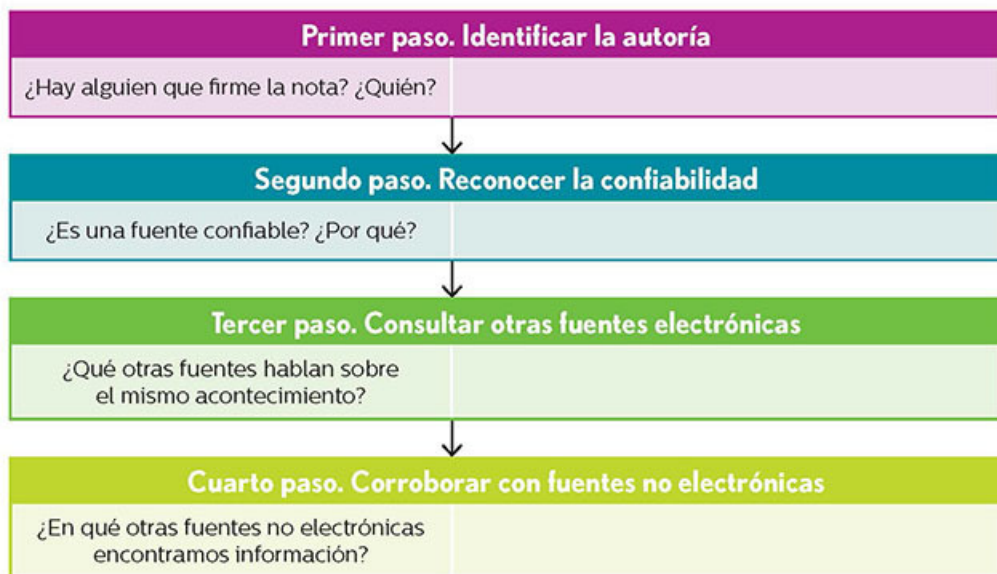 Primer paso. Identificar la autoría
¿Hay alguien que firme la nota? ¿Quién?
Segundo paso. Reconocer la confiabilidad
¿Es una fuente confiable? ¿Por qué?
Tercer paso. Consultar otras fuentes electrónicas
¿Qué otras fuentes hablan sobre
el mismo acontecimiento?
Cuarto paso. Corroborar con fuentes no electrónicas
¿En qué otras fuentes no electrónicas
encontramos información?